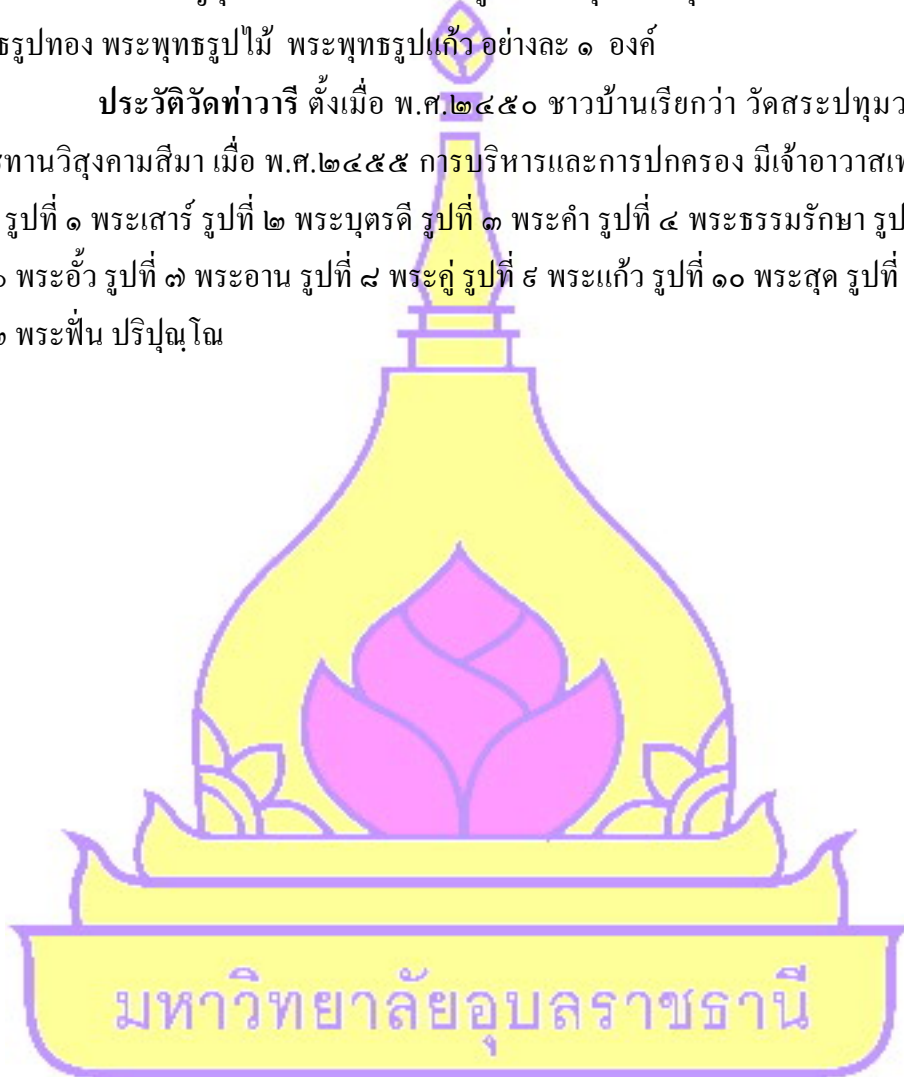 ธรูปทอง พระพุทธรูปไม้ พระพุทธรูปแก้ว อย่างละ ๑ องค์
ประวัติวัดท่าวารี ตั้งเมื่อ พ.ศ.๒๔๕๐ ชาวบ้านเรียกว่า วัดสระปทุมว
ทานวิสุงคามสีมา เมื่อ พ.ศ.๒๔๕๕ การบริหารและการปกครอง มีเจ้าอาวาสเท
รูปที่ ๑ พระเสาร์ รูปที่ ๒ พระบุตรดี รูปที่ ๓ พระคำ รูปที่ ๔ พระธรรมรักษา รูป
พระอั้ว รูปที่ ๗ พระอาน รูปที่ ๘ พระคู่ รูปที่ ๙ พระแก้ว รูปที่ ๑๐ พระสุด รูปที่
พระฟั่น ปริปุณฺโณ
มหาวิทยาลัยอุบลราชธานี